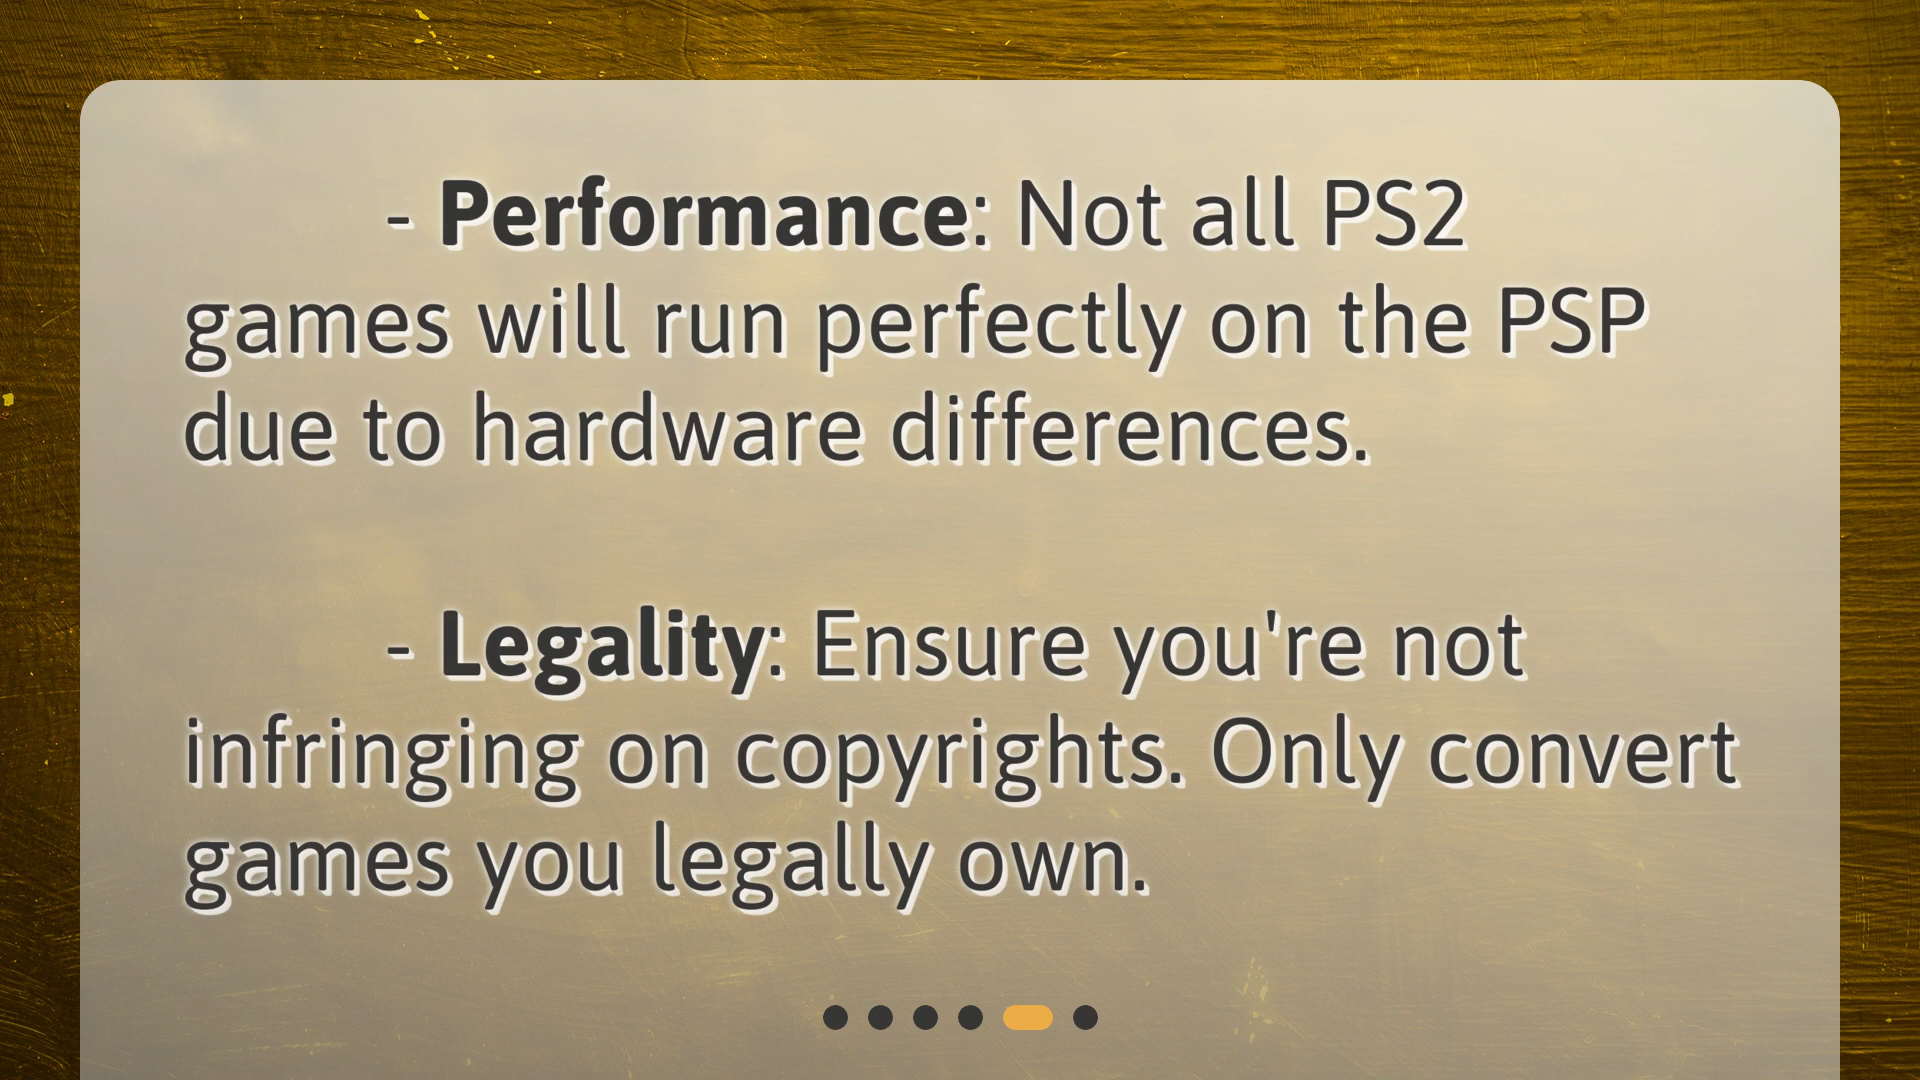 - Performance: Not all PS2
games will run perfectly on the PSP
due to hardware differences.
- Legality: Ensure you're not
infringing on copyrights. Only convert
games you legally own.